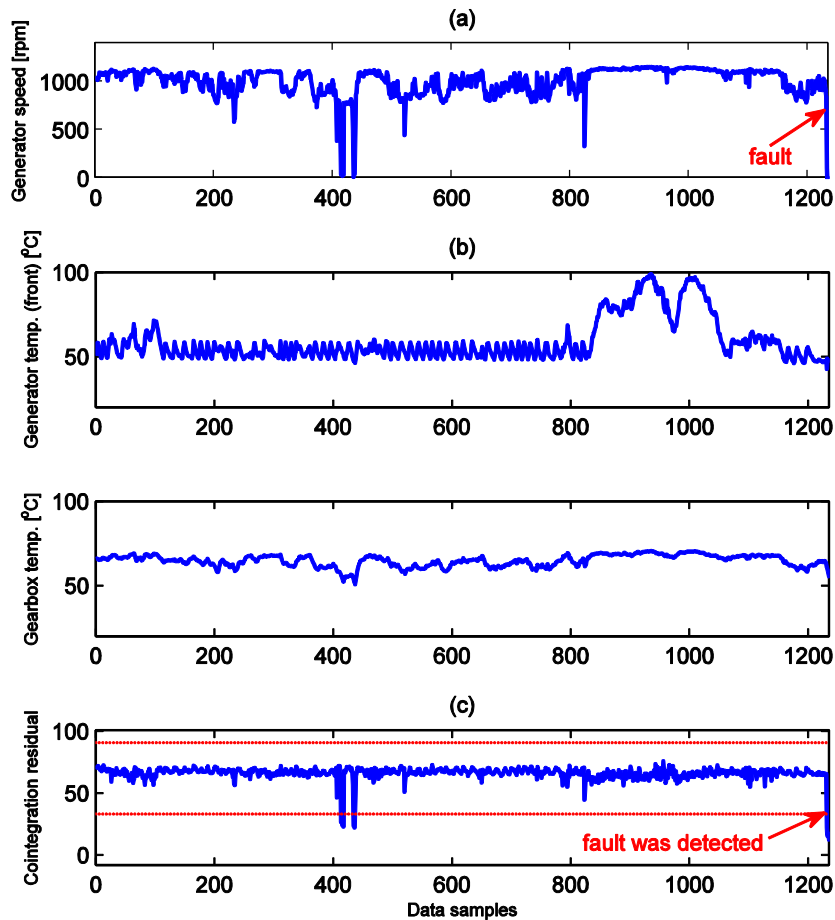 (a)
Generator speed [rpm]
1000
500
0
fault
0 200 400 600 800 1000 1200
(b)
Generator temp. (front) [⁰C]
100
50
0 200 400 600 800 1000 1200
Gearbox temp. [⁰C]
100
50
0 200 400 600 800 1000 1200
(c)
Cointegration residual
100
50
0
fault was detected
0 200 400 600 800 1000 1200
Data samples